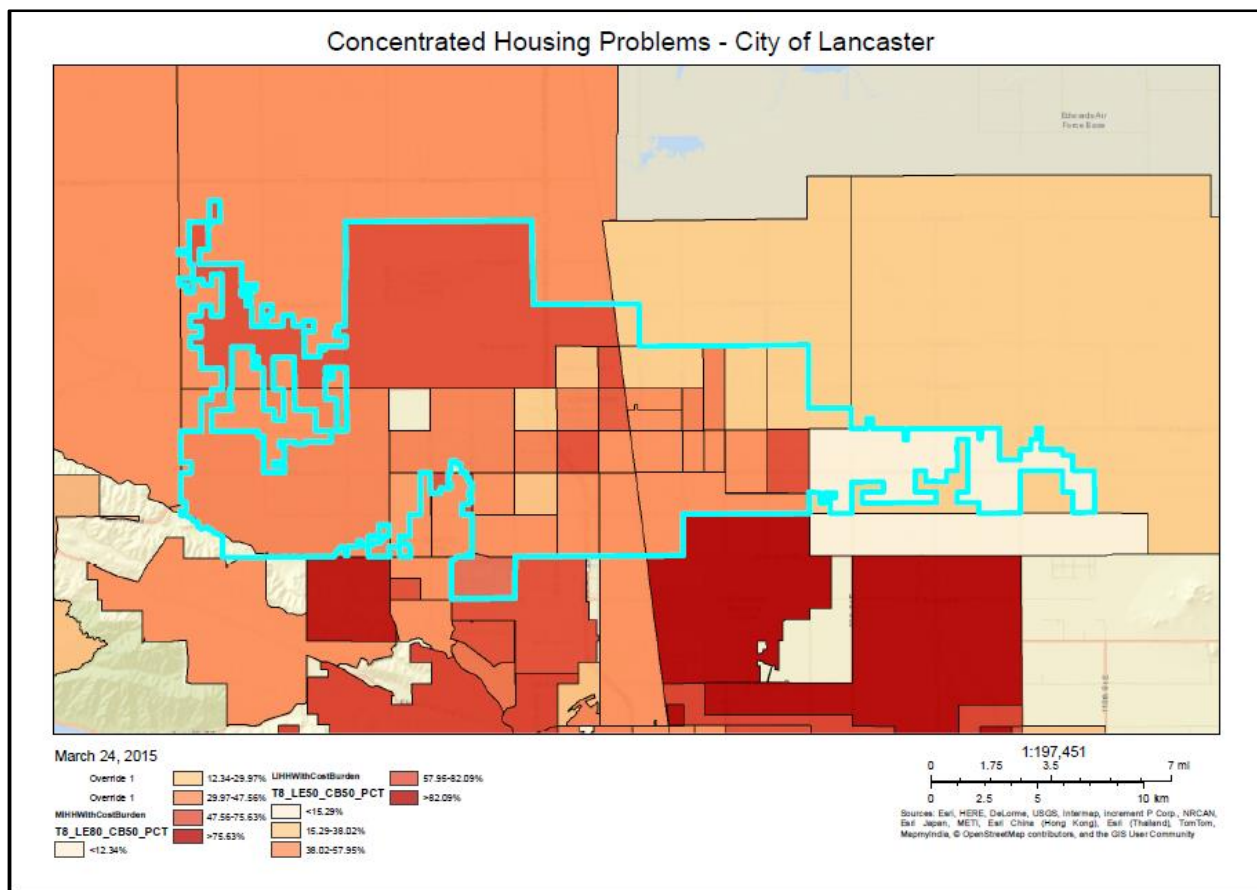 Concentrated Housing Problems - City of Lancaster
Edwards Air
Force Base
March 24, 2015
Override 1
Override 1
MIHHWithCostBurden
T8_LE80_CB50_PCT
<12.34%
12.34-29.97%
29.97-47.56%
47.56-75.63%
>75.63%
LIHHWithCostBurden
T8_LE50_CB50_PCT
<15.29%
15.29-38.02%
38.02-57.95%
57.95-82.09%
>82.09%
1:197,451
0 1.75 3.5 7 mi
0 2.5 5 10 km
Sources: Esri, HERE, DeLorme, USGS, Intermap, increment P Corp., NRCAN,
Esri Japan, METI, Esri China (Hong Kong), Esri (Thailand), TomTom,
MapmyIndia, © OpenStreetMap contributors, and the GIS User Community